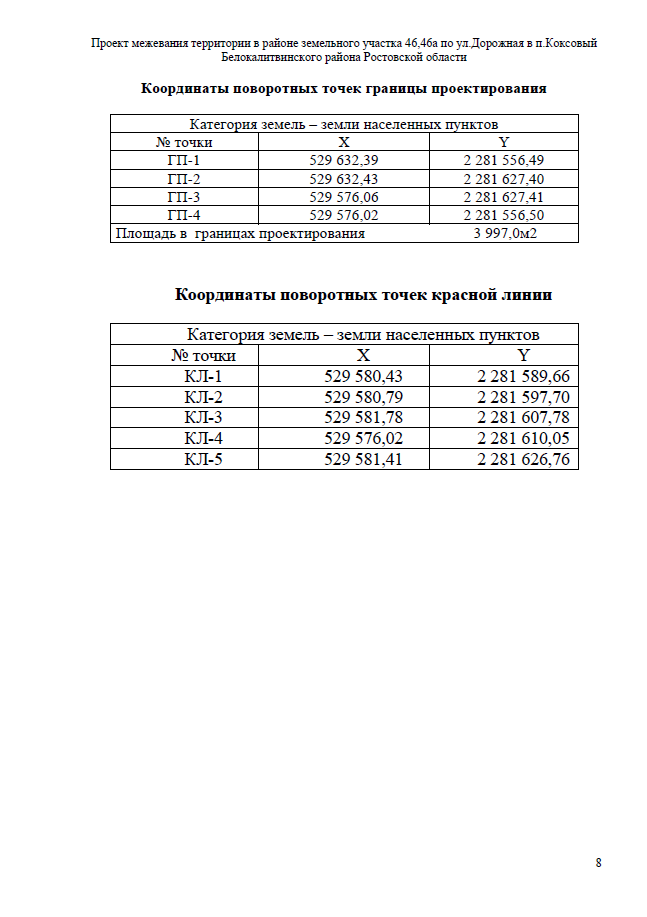 Проект межевания территории в районе земельного участка 46,46а по ул.Дорожная в п.Коксовый
Белокалитвинского района Ростовской области
Координаты поворотных точек границы проектирования
Категория земель – земли населенных пунктов
№ точки X Y
ГП-1 529 632,39 2 281 556,49
ГП-2 529 632,43 2 281 627,40
ГП-3 529 576,06 2 281 627,41
ГП-4 529 576,02 2 281 556,50
Площадь в границах проектирования 3 997,0м2
Координаты поворотных точек красной линии
Категория земель – земли населенных пунктов
№ точки X Y
КЛ-1 529 580,43 2 281 589,66
КЛ-2 529 580,79 2 281 597,70
КЛ-3 529 581,78 2 281 607,78
КЛ-4 529 576,02 2 281 610,05
КЛ-5 529 581,41 2 281 626,76
8